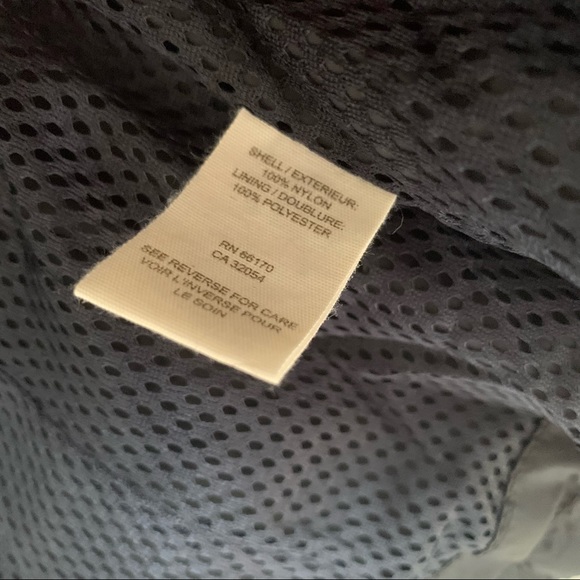 SHELL / EXTERIEUR:
100% NYLON
LINING / DOUBLURE:
100% POLYESTER
RN 66170
CA 32054
SEE REVERSE FOR CARE
VOIR L'INVERSE POUR
LE SOIN